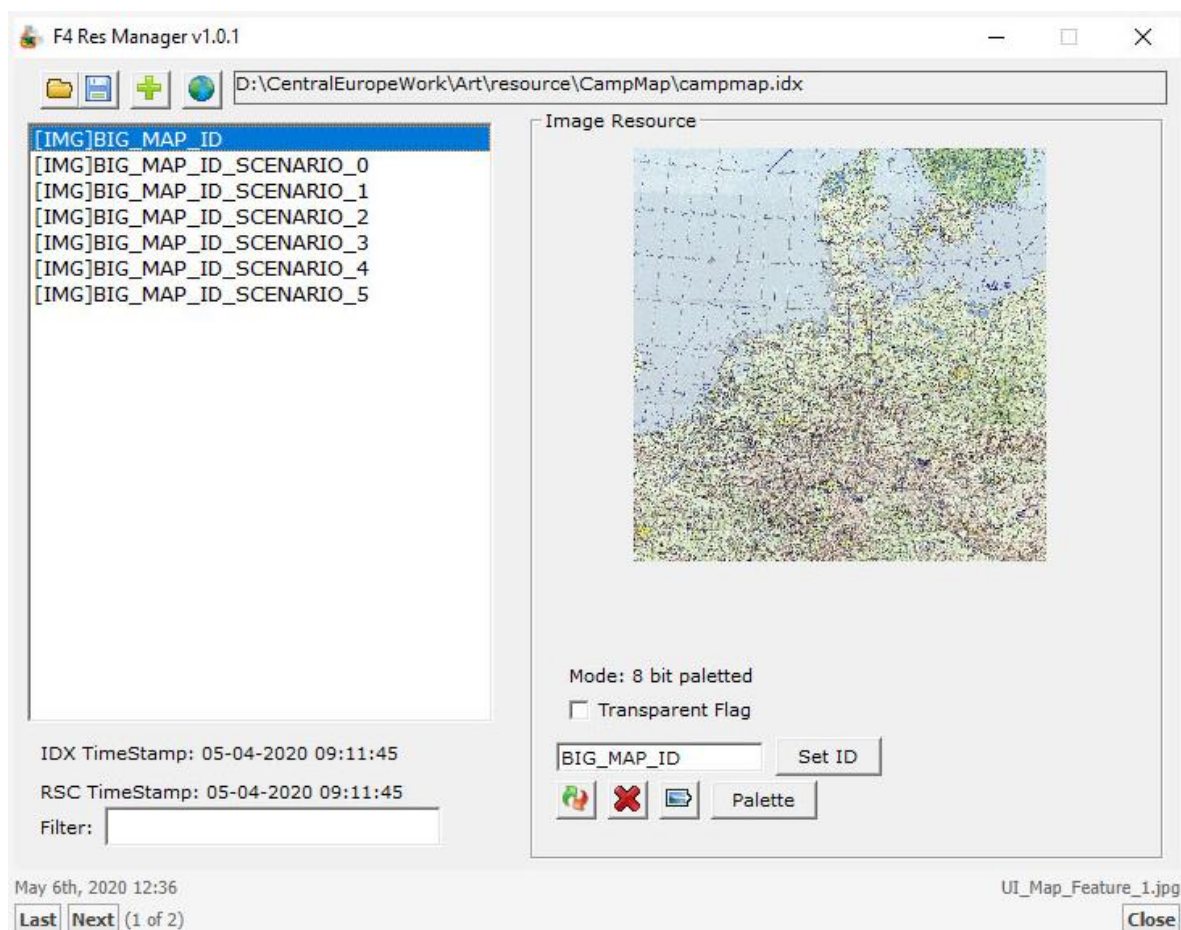 F4 Res Manager v1.0.1
D:\CentralEuropeWork\Art\resource\CampMap\campmap.idx
[IMG]BIG_MAP_ID
[IMG]BIG_MAP_ID_SCENARIO_0
[IMG]BIG_MAP_ID_SCENARIO_1
[IMG]BIG_MAP_ID_SCENARIO_2
[IMG]BIG_MAP_ID_SCENARIO_3
[IMG]BIG_MAP_ID_SCENARIO_4
[IMG]BIG_MAP_ID_SCENARIO_5
IDX TimeStamp: 05-04-2020 09:11:45
RSC TimeStamp: 05-04-2020 09:11:45
Filter:
Image Resource
Mode: 8 bit paletted
Transparent Flag
BIG_MAP_ID
Set ID
Palette
May 6th, 2020 12:36
UI_Map_Feature_1.jpg
Last Next (1 of 2)
Close